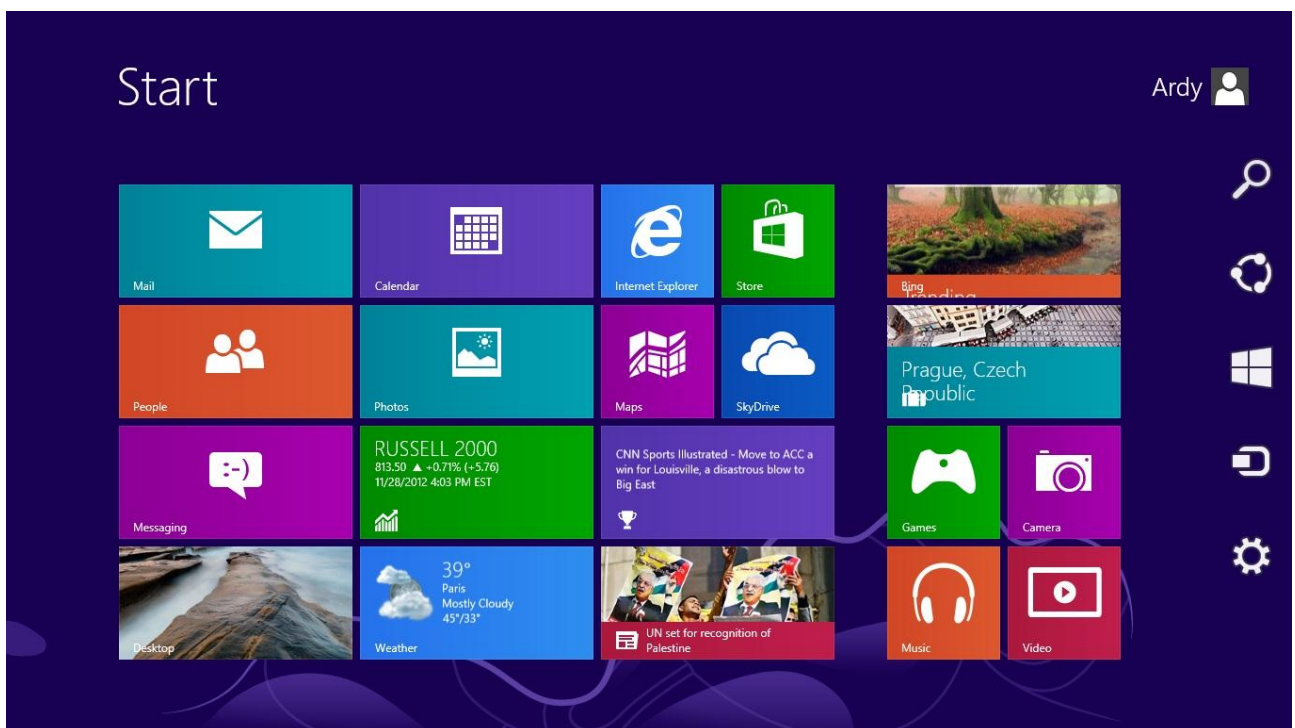 Start
Ardy
Mail
Calendar
Internet Explorer
Store
Bing
Trending
People
Photos
Maps
SkyDrive
Prague, Czech
Republic
Messaging
:-)
RUSSELL 2000
813.50 ▲ +0.71% (+5.76)
11/28/2012 4:03 PM EST
CNN Sports Illustrated - Move to ACC a
win for Louisville, a disastrous blow to
Big East
Games
Camera
Desktop
39°
Paris
Mostly Cloudy
45°/33°
Weather
UN set for recognition of
Palestine
Music
Video